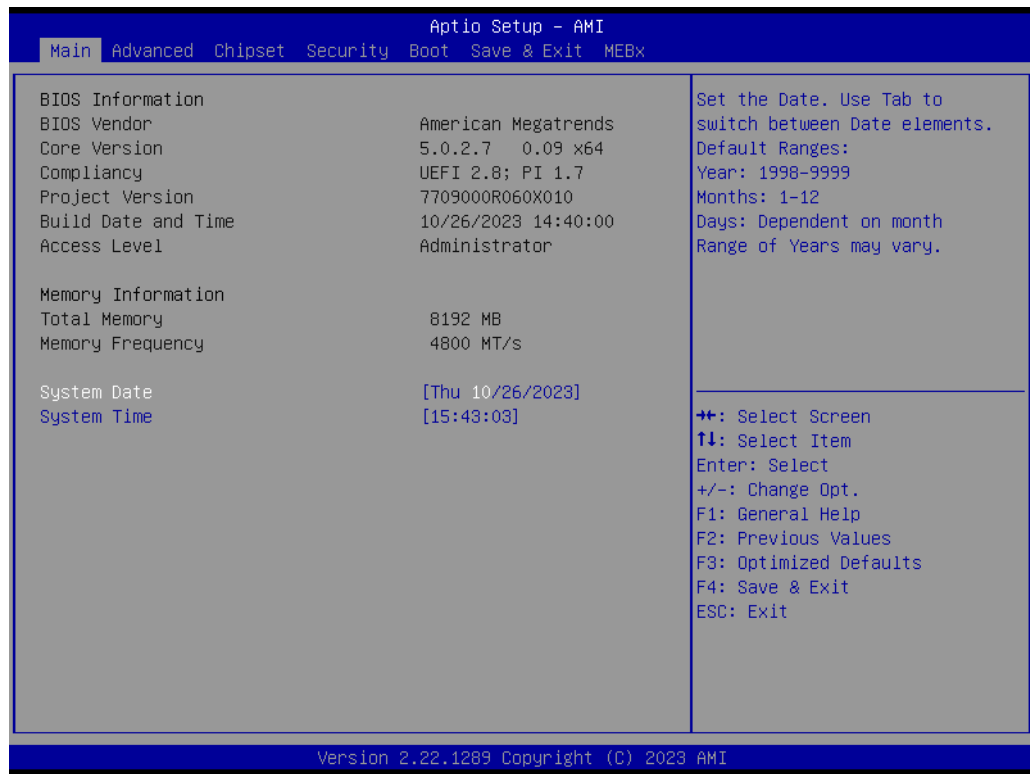 Aptio Setup – AMI
Main Advanced Chipset Security Boot Save & Exit MEBx
BIOS Information
BIOS Vendor American Megatrends
Core Version 5.0.2.7 0.09 x64
Compliancy UEFI 2.8; PI 1.7
Project Version 7709000R060X010
Build Date and Time 10/26/2023 14:40:00
Access Level Administrator
Memory Information
Total Memory 8192 MB
Memory Frequency 4800 MT/s
System Date [Thu 10/26/2023]
System Time [15:43:03]
Set the Date. Use Tab to
switch between Date elements.
Default Ranges:
Year: 1998-9999
Months: 1-12
Days: Dependent on month
Range of Years may vary.
→←: Select Screen
↑↓: Select Item
Enter: Select
+/-: Change Opt.
F1: General Help
F2: Previous Values
F3: Optimized Defaults
F4: Save & Exit
ESC: Exit
Version 2.22.1289 Copyright (C) 2023 AMI